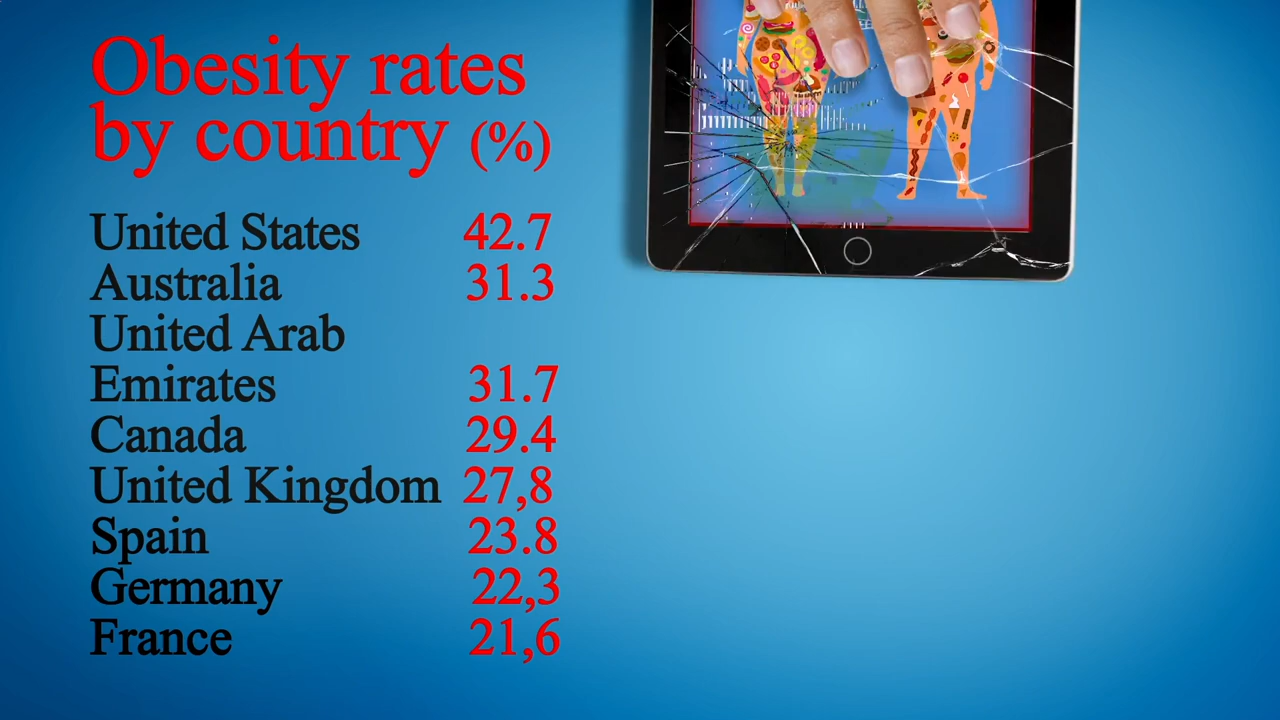 Obesity rates
by country (%)
United States 42.7
Australia 31.3
United Arab
Emirates 31.7
Canada 29.4
United Kingdom 27,8
Spain 23.8
Germany 22,3
France 21,6